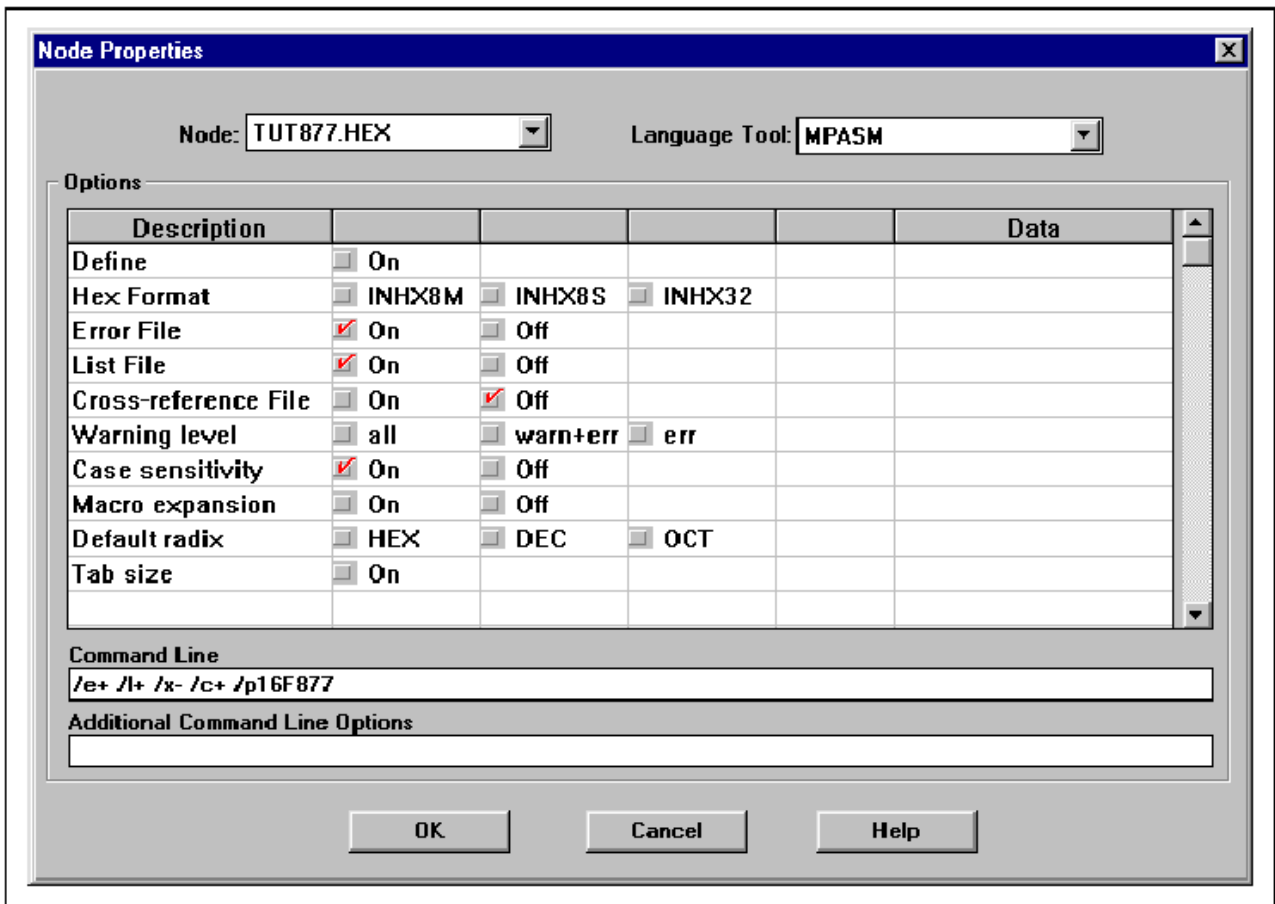 Node Properties
Node: TUT877.HEX Language Tool: MPASM
Options
Description Data
Define On
Hex Format INHX8M INHX8S INHX32
Error File On Off
List File On Off
Cross-reference File On Off
Warning level all warn+err err
Case sensitivity On Off
Macro expansion On Off
Default radix HEX DEC OCT
Tab size On
Command Line
/e+ /l+ /x- /c+ /p16F877
Additional Command Line Options
OK Cancel Help